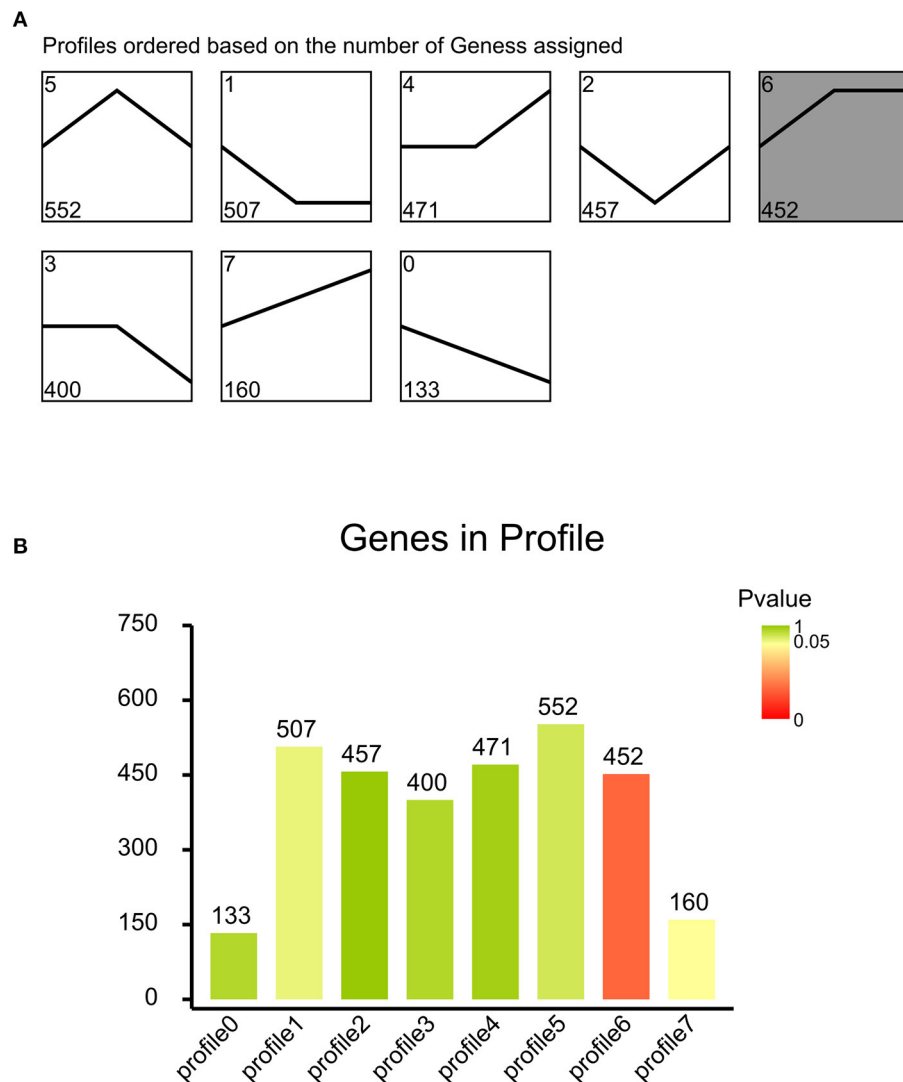 A
Profiles ordered based on the number of Geness assigned
5 1 4 2 6
552 507 471 457 452
3 7 0
400 160 133
B
Genes in Profile
Pvalue
1
0.05
0
750
600
450
300
150
0
133
507
457
400
471
552
452
160
profile0
profile1
profile2
profile3
profile4
profile5
profile6
profile7